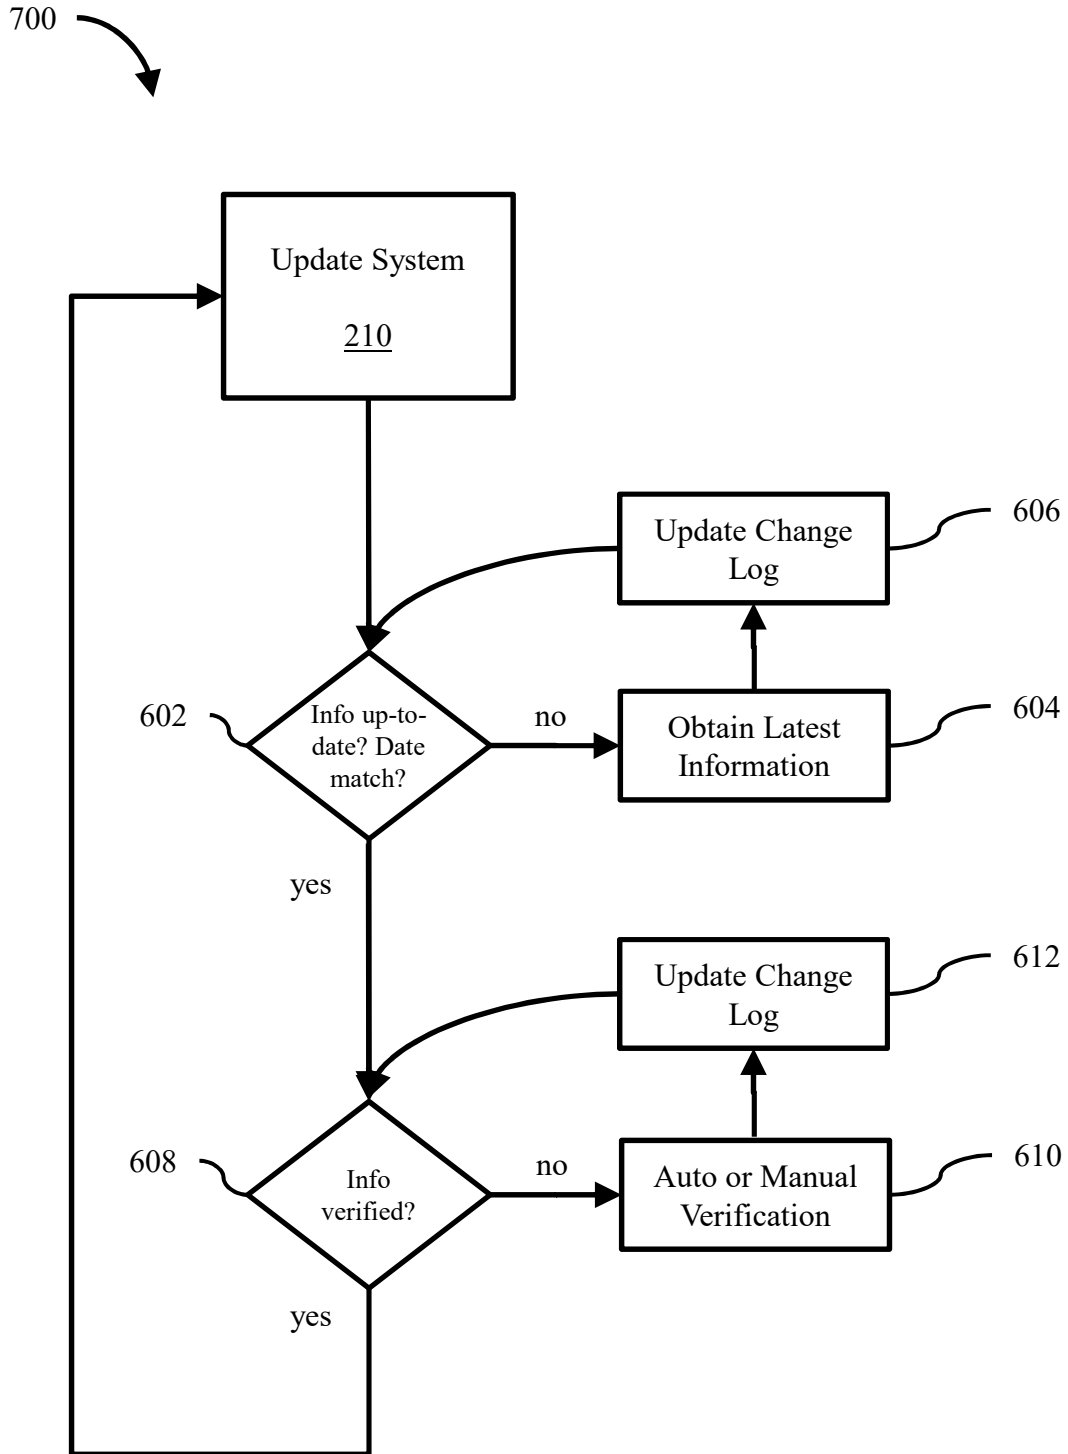 700
Update System
210
Update Change
Log
606
602
Info up-to-
date? Date
match?
no
Obtain Latest
Information
604
yes
Update Change
Log
612
608
Info
verified?
no
Auto or Manual
Verification
610
yes